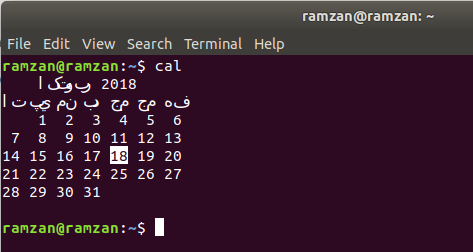 ramzan@ramzan: ~
File Edit View Search Terminal Help
ramzan@ramzan:~$ cal
اکتوبر 2018
ات پي من بد جم جم هف
1 2 3 4 5 6
7 8 9 10 11 12 13
14 15 16 17 18 19 20
21 22 23 24 25 26 27
28 29 30 31
ramzan@ramzan:~$